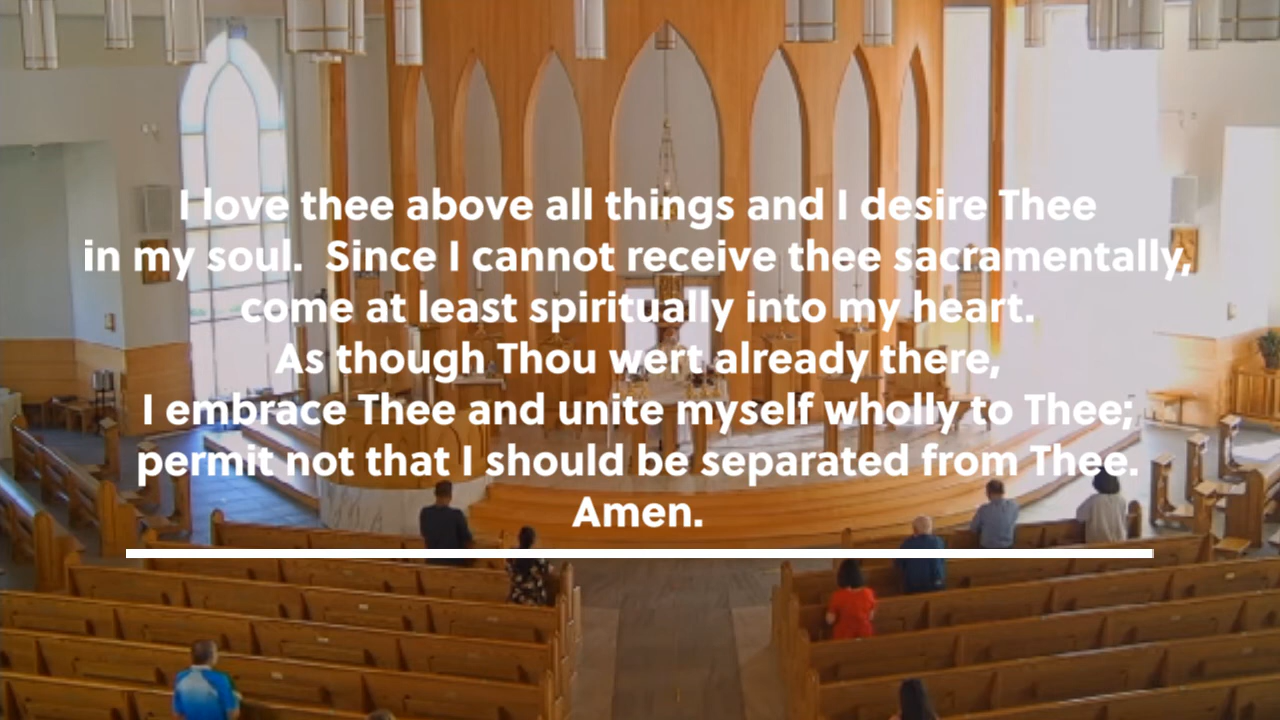 I love thee above all things and I desire Thee
in my soul.  Since I cannot receive thee sacramentally,
come at least spiritually into my heart.
As though Thou wert already there,
I embrace Thee and unite myself wholly to Thee;
permit not that I should be separated from Thee.
Amen.